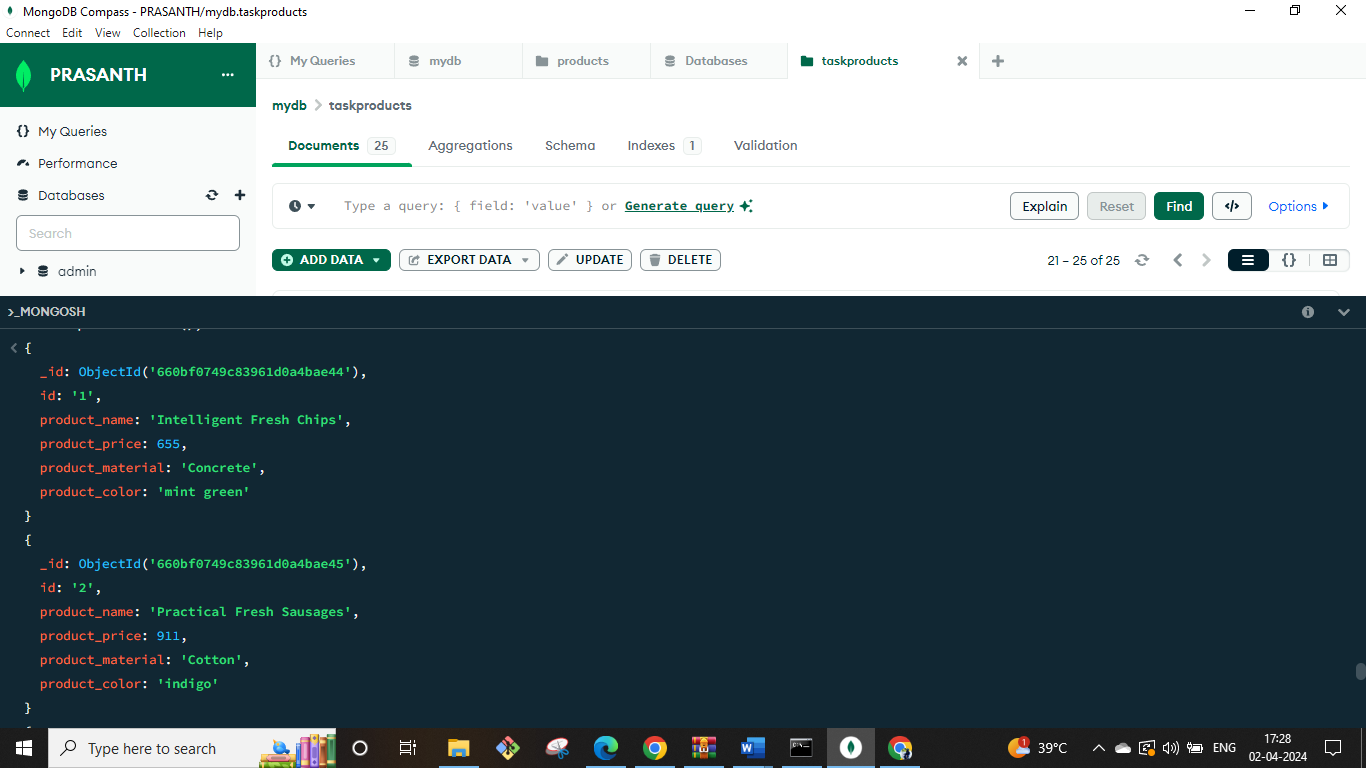 MongoDB Compass - PRASANTH/mydb.taskproducts
Connect Edit View Collection Help
PRASANTH ...
{} My Queries
mydb
products
Databases
taskproducts
mydb > taskproducts
My Queries
Performance
Databases
Search
admin
Documents 25
Aggregations
Schema
Indexes 1
Validation
Type a query: { field: 'value' } or Generate query
Explain
Reset
Find
</>
Options
ADD DATA
EXPORT DATA
UPDATE
DELETE
21 – 25 of 25
{}
>_MONGOSH
{
_id: ObjectId('660bf0749c83961d0a4bae44'),
id: '1',
product_name: 'Intelligent Fresh Chips',
product_price: 655,
product_material: 'Concrete',
product_color: 'mint green'
}
{
_id: ObjectId('660bf0749c83961d0a4bae45'),
id: '2',
product_name: 'Practical Fresh Sausages',
product_price: 911,
product_material: 'Cotton',
product_color: 'indigo'
}
Type here to search
1
39°C
ENG
17:28
02-04-2024